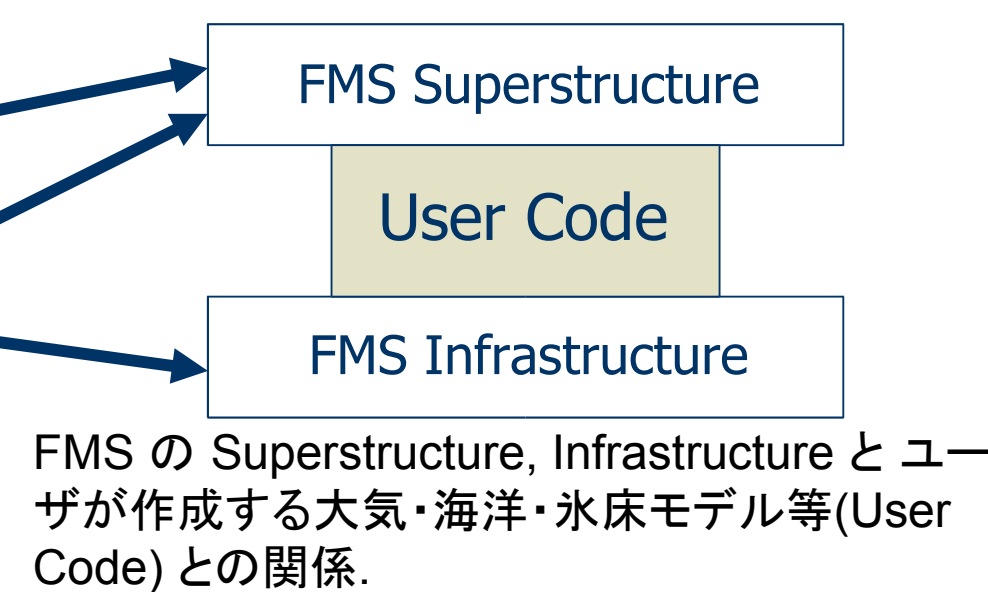 FMS Superstructure
User Code
FMS Infrastructure
FMS の Superstructure, Infrastructure と ユー
ザが作成する大気・海洋・氷床モデル等(User
Code) との関係.